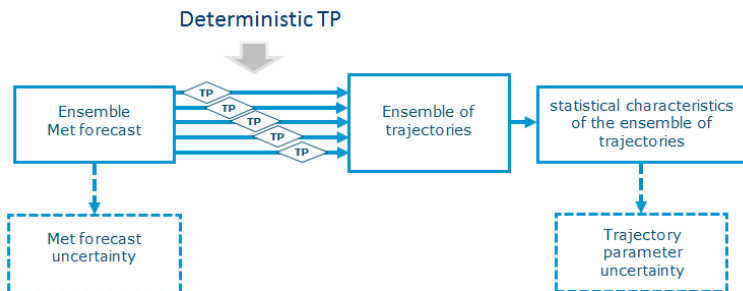 Deterministic TP
TP
TP
TP
TP
TP
Ensemble
Met forecast
Ensemble of
trajectories
statistical characteristics
of the ensemble of
trajectories
Met forecast
uncertainty
Trajectory
parameter
uncertainty